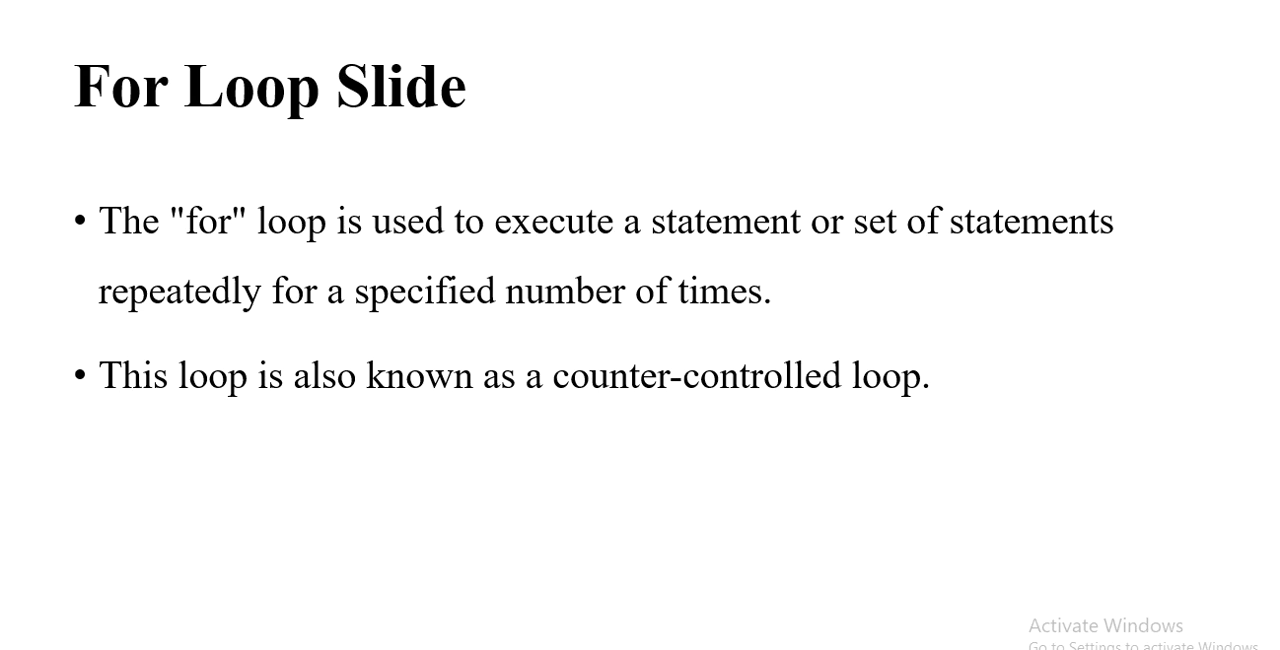 For Loop Slide
• The "for" loop is used to execute a statement or set of statements
repeatedly for a specified number of times.
• This loop is also known as a counter-controlled loop.
Activate Windows
Go to Settings to activate Windows.